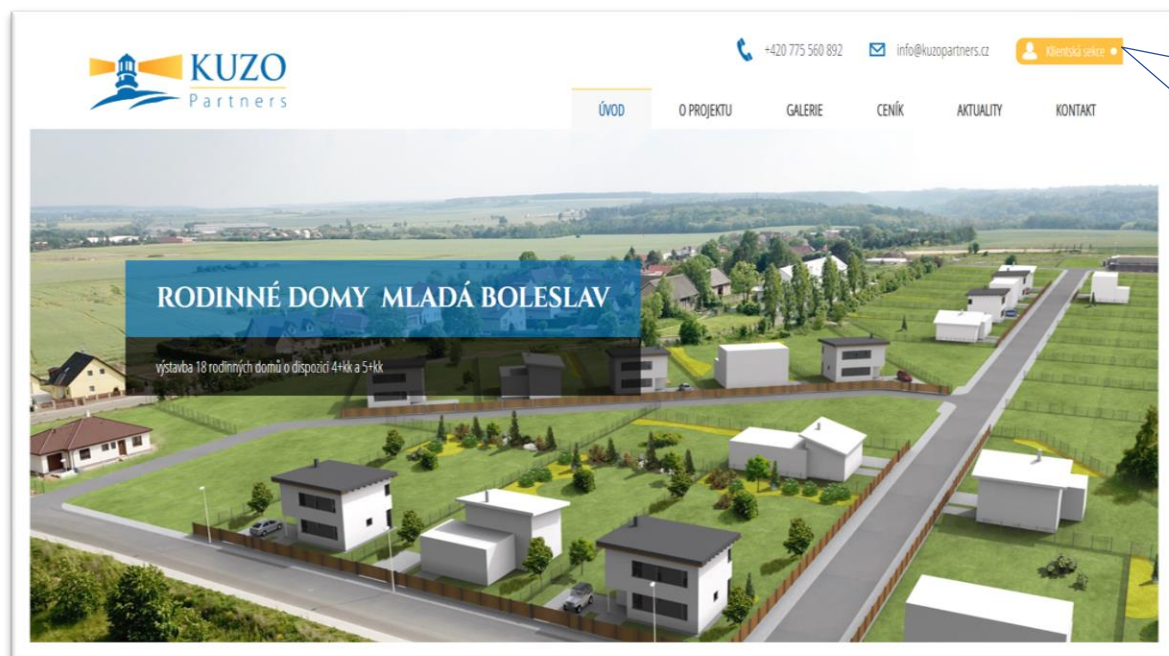 KUZO
Partners
+420 775 560 892
info@kuzopartners.cz
Klientská sekce
ÚVOD
O PROJEKTU
GALERIE
CENÍK
AKTUALITY
KONTAKT
RODINNÉ DOMY MLADÁ BOLESLAV
výstavba 18 rodinných domů o dispozici 4+kk a 5+kk